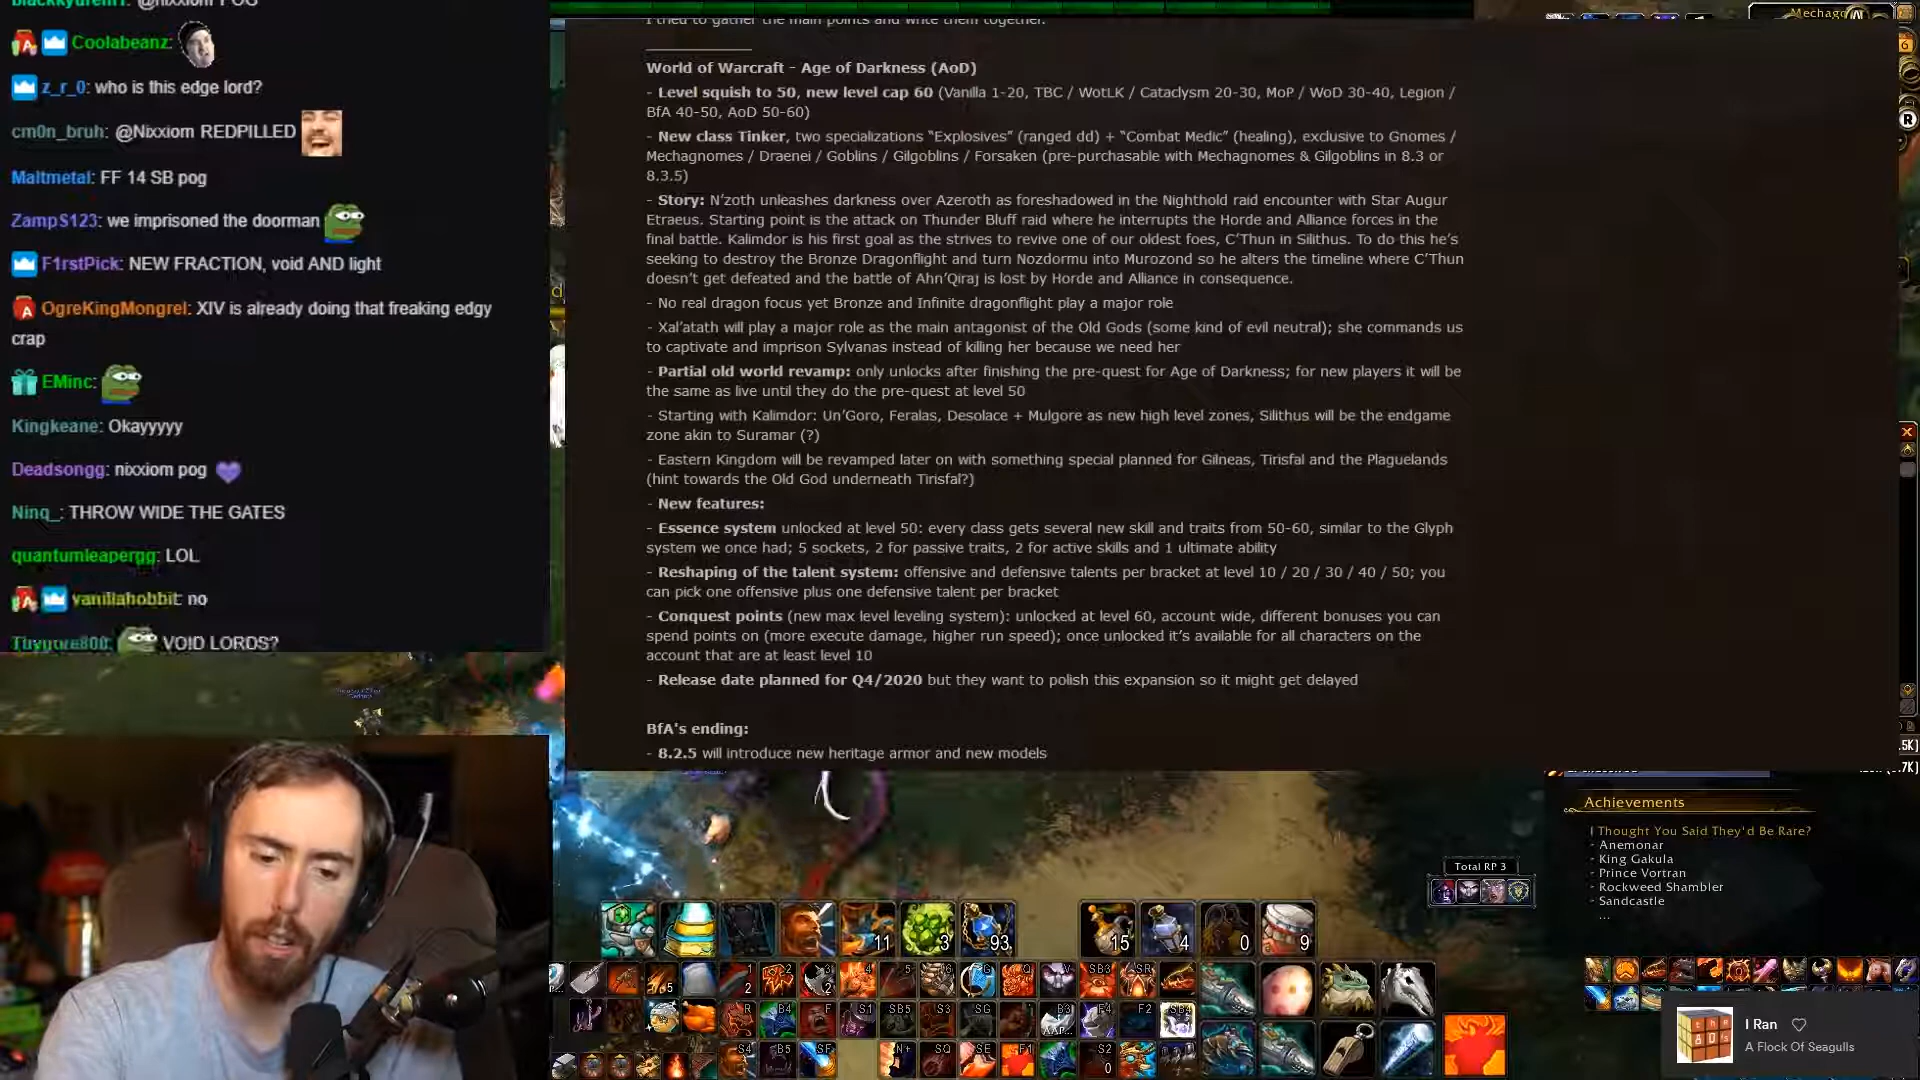 blackkyurem1: @nixxiom POG
Coolabeanz:
z_r_0: who is this edge lord?
cm0n_bruh: @Nixxiom REDPILLED
Maltmetal: FF 14 SB pog
ZampS123: we imprisoned the doorman
F1rstPick: NEW FRACTION, void AND light
OgreKingMongrel: XIV is already doing that freaking edgy
crap
EMinc:
Kingkeane: Okayyyyy
Deadsongg: nixxiom pog
Ninq_: THROW WIDE THE GATES
quantumleapergg: LOL
vanillahobbit: no
VOID LORDS?
I tried to gather the main points and write them together.
World of Warcraft - Age of Darkness (AoD)
- Level squish to 50, new level cap 60 (Vanilla 1-20, TBC / WotLK / Cataclysm 20-30, MoP / WoD 30-40, Legion /
BfA 40-50, AoD 50-60)
- New class Tinker, two specializations “Explosives” (ranged dd) + “Combat Medic” (healing), exclusive to Gnomes /
Mechagnomes / Draenei / Goblins / Gilgoblins / Forsaken (pre-purchasable with Mechagnomes & Gilgoblins in 8.3 or
8.3.5)
- Story: N’zoth unleashes darkness over Azeroth as foreshadowed in the Nighthold raid encounter with Star Augur
Etraeus. Starting point is the attack on Thunder Bluff raid where he interrupts the Horde and Alliance forces in the
final battle. Kalimdor is his first goal as the strives to revive one of our oldest foes, C’Thun in Silithus. To do this he’s
seeking to destroy the Bronze Dragonflight and turn Nozdormu into Murozond so he alters the timeline where C’Thun
doesn’t get defeated and the battle of Ahn’Qiraj is lost by Horde and Alliance in consequence.
- No real dragon focus yet Bronze and Infinite dragonflight play a major role
- Xal’atath will play a major role as the main antagonist of the Old Gods (some kind of evil neutral); she commands us
to captivate and imprison Sylvanas instead of killing her because we need her
- Partial old world revamp: only unlocks after finishing the pre-quest for Age of Darkness; for new players it will be
the same as live until they do the pre-quest at level 50
- Starting with Kalimdor: Un’Goro, Feralas, Desolace + Mulgore as new high level zones, Silithus will be the endgame
zone akin to Suramar (?)
- Eastern Kingdom will be revamped later on with something special planned for Gilneas, Tirisfal and the Plaguelands
(hint towards the Old God underneath Tirisfal?)
- New features:
- Essence system unlocked at level 50: every class gets several new skill and traits from 50-60, similar to the Glyph
system we once had; 5 sockets, 2 for passive traits, 2 for active skills and 1 ultimate ability
- Reshaping of the talent system: offensive and defensive talents per bracket at level 10 / 20 / 30 / 40 / 50; you
can pick one offensive plus one defensive talent per bracket
- Conquest points (new max level leveling system): unlocked at level 60, account wide, different bonuses you can
spend points on (more execute damage, higher run speed); once unlocked it’s available for all characters on the
account that are at least level 10
- Release date planned for Q4/2020 but they want to polish this expansion so it might get delayed
BfA's ending:
- 8.2.5 will introduce new heritage armor and new models
Achievements
I Thought You Said They'd Be Rare?
- Anemonar
- King Gakula
- Prince Vortran
- Rockweed Shambler
- Sandcastle
...
Total RP 3
11 3 93 15 4 0 9
I Ran
A Flock Of Seagulls